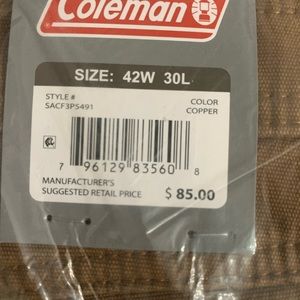 Coleman
SIZE: 42W 30L
STYLE #
SACF3PS491
COLOR
COPPER
7 96129 83560 8
MANUFACTURER'S
SUGGESTED RETAIL PRICE
$ 85.00